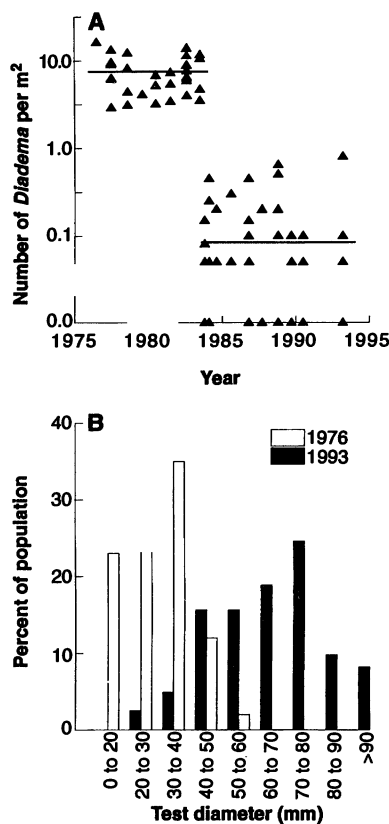 A
Number of Diadema per m²
10.0
1.0
0.1
0.0
1975 1980 1985 1990 1995
Year
B
Percent of population
40
30
20
10
0
1976
1993
0 to 20
20 to 30
30 to 40
40 to 50
50 to 60
60 to 70
70 to 80
80 to 90
>90
Test diameter (mm)